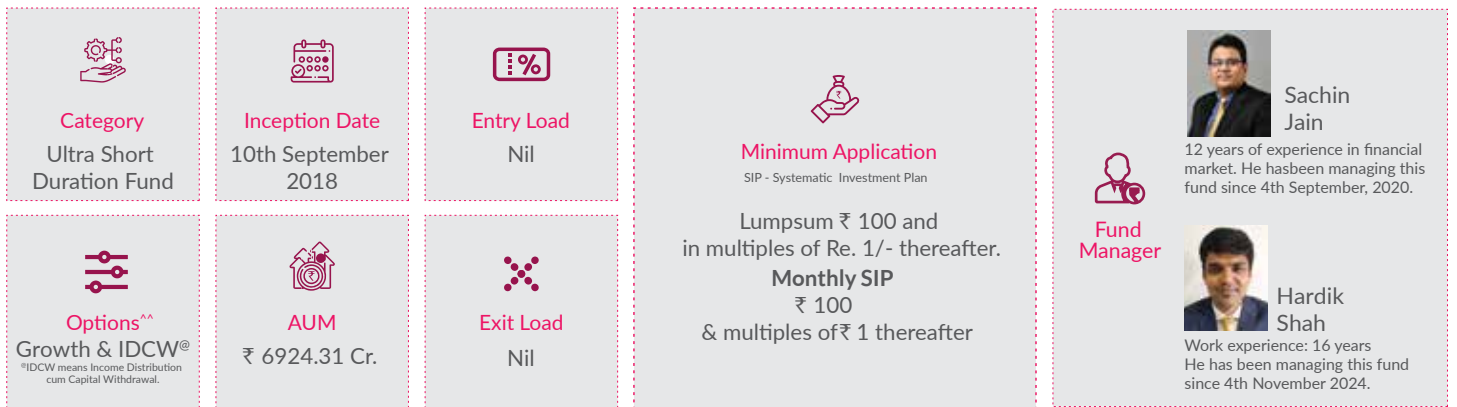 Category
Ultra Short
Duration Fund
Inception Date
10th September
2018
%
Entry Load
Nil
₹
Minimum Application
SIP - Systematic Investment Plan
Lumpsum ₹ 100 and
in multiples of Re. 1/- thereafter.
Monthly SIP
₹ 100
& multiples of₹ 1 thereafter
Options^^
Growth & IDCW@
@IDCW means Income Distribution
cum Capital Withdrawal.
₹
AUM
₹ 6924.31 Cr.
Exit Load
Nil
₹
Fund
Manager
Sachin
Jain
12 years of experience in financial
market. He hasbeen managing this
fund since 4th September, 2020.
Hardik
Shah
Work experience: 16 years
He has been managing this fund
since 4th November 2024.